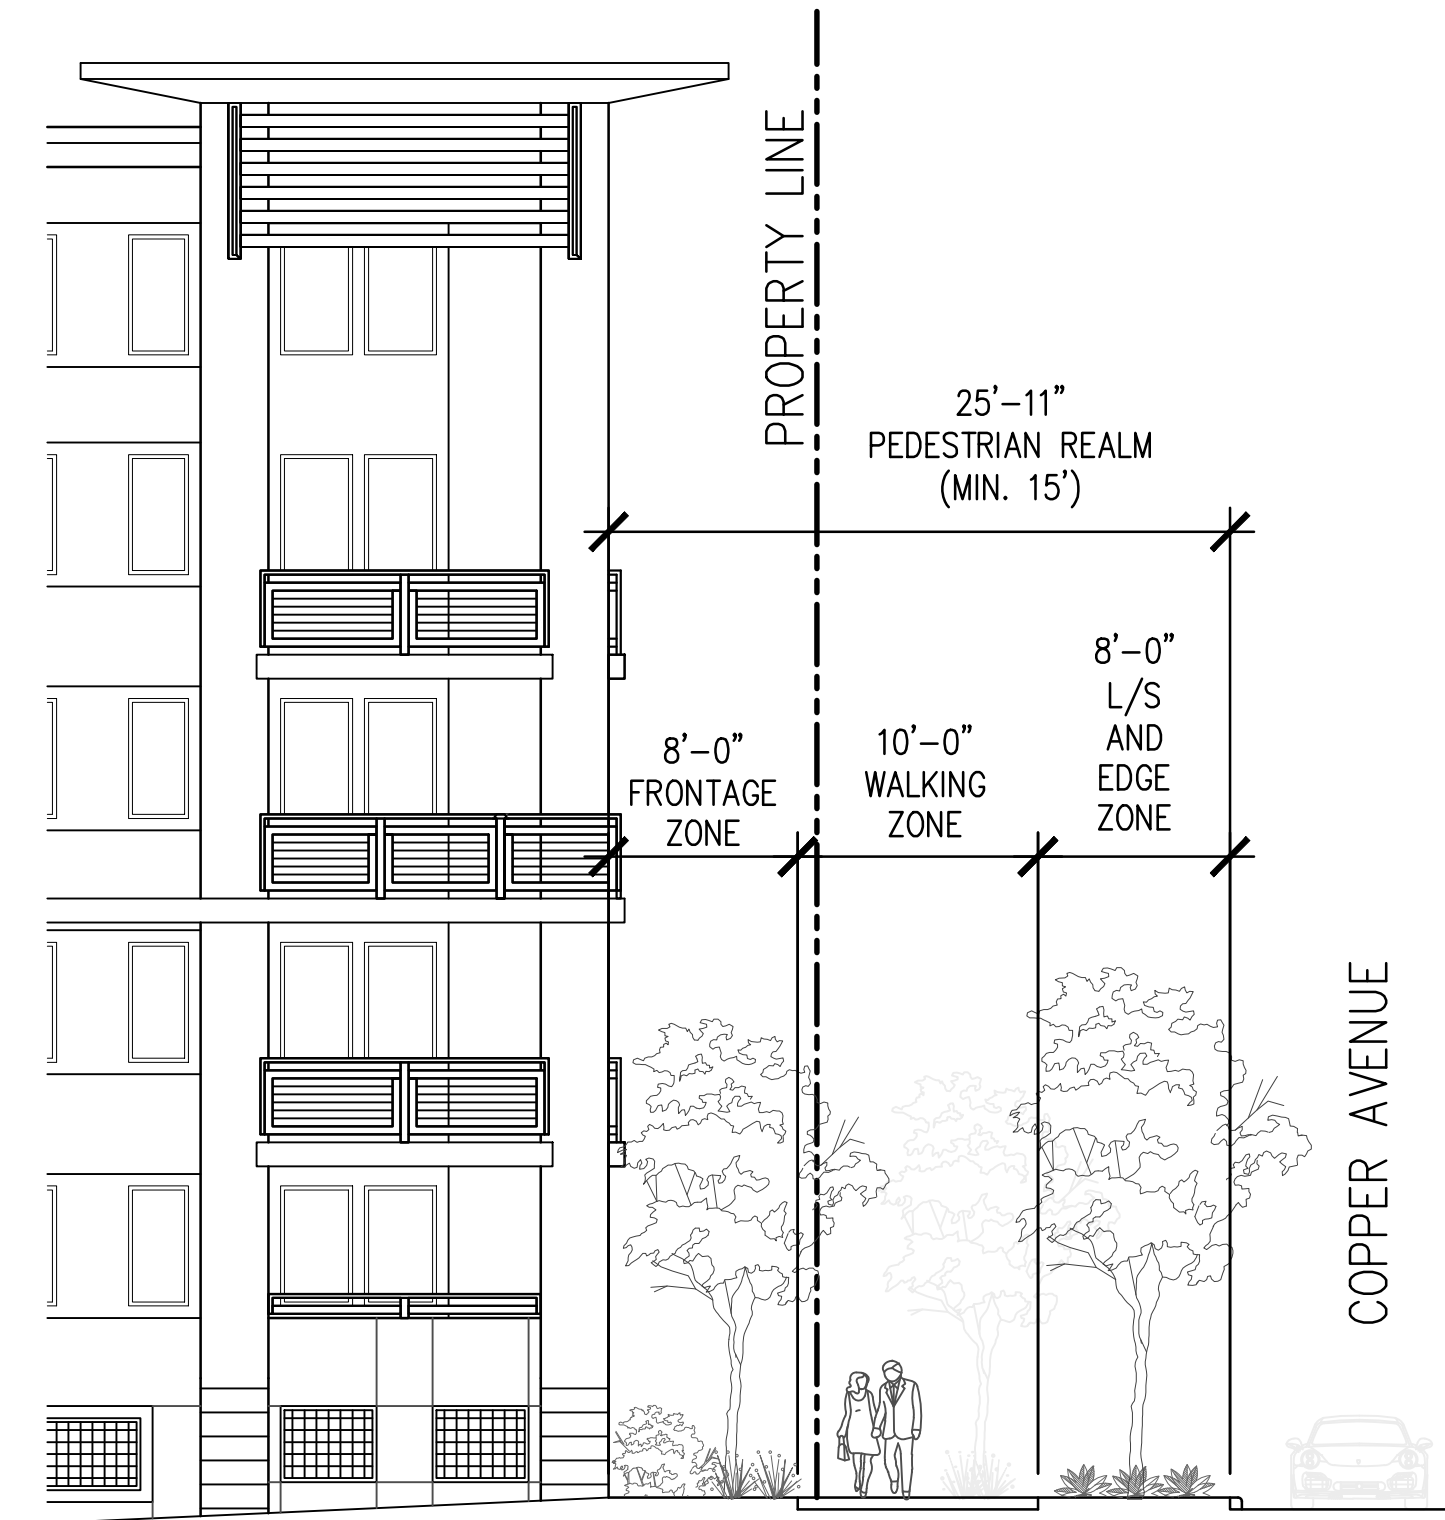 PROPERTY LINE
25’–11”
PEDESTRIAN REALM
(MIN. 15’)
8’–0”
FRONTAGE
ZONE
10’–0”
WALKING
ZONE
8’–0”
L/S
AND
EDGE
ZONE
COPPER AVENUE